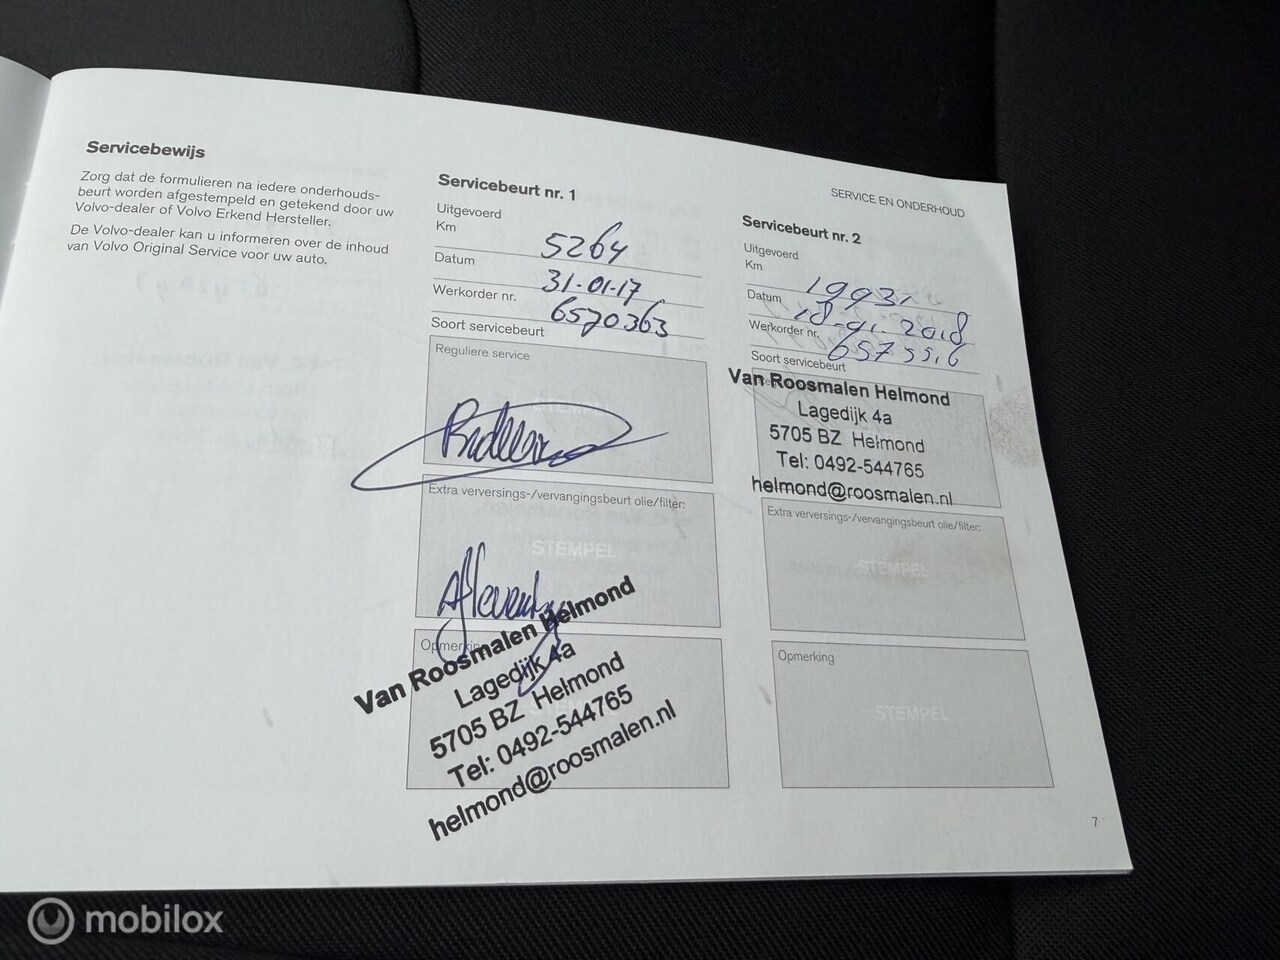 Servicebewijs
Zorg dat de formulieren na iedere onderhouds-
beurt worden afgestempeld en getekend door uw
Volvo-dealer of Volvo Erkend Hersteller.
De Volvo-dealer kan u informeren over de inhoud
van Volvo Original Service voor uw auto.
Servicebeurt nr. 1
Uitgevoerd
Km 5264
Datum 31-01-17
Werkorder nr. 6570363
Soort servicebeurt
Reguliere service
Extra verversings-/vervangingsbeurt olie/filter:
STEMPEL
Opmerking
Van Roosmalen Helmond
Lagedijk 4a
5705 BZ Helmond
Tel: 0492-544765
helmond@roosmalen.nl
SERVICE EN ONDERHOUD
Servicebeurt nr. 2
Uitgevoerd
Km
Datum
Werkorder nr.
Soort servicebeurt
Van Roosmalen Helmond
Lagedijk 4a
5705 BZ Helmond
Tel: 0492-544765
helmond@roosmalen.nl
Extra verversings-/vervangingsbeurt olie/filter:
STEMPEL
Opmerking
STEMPEL
7
mobilox